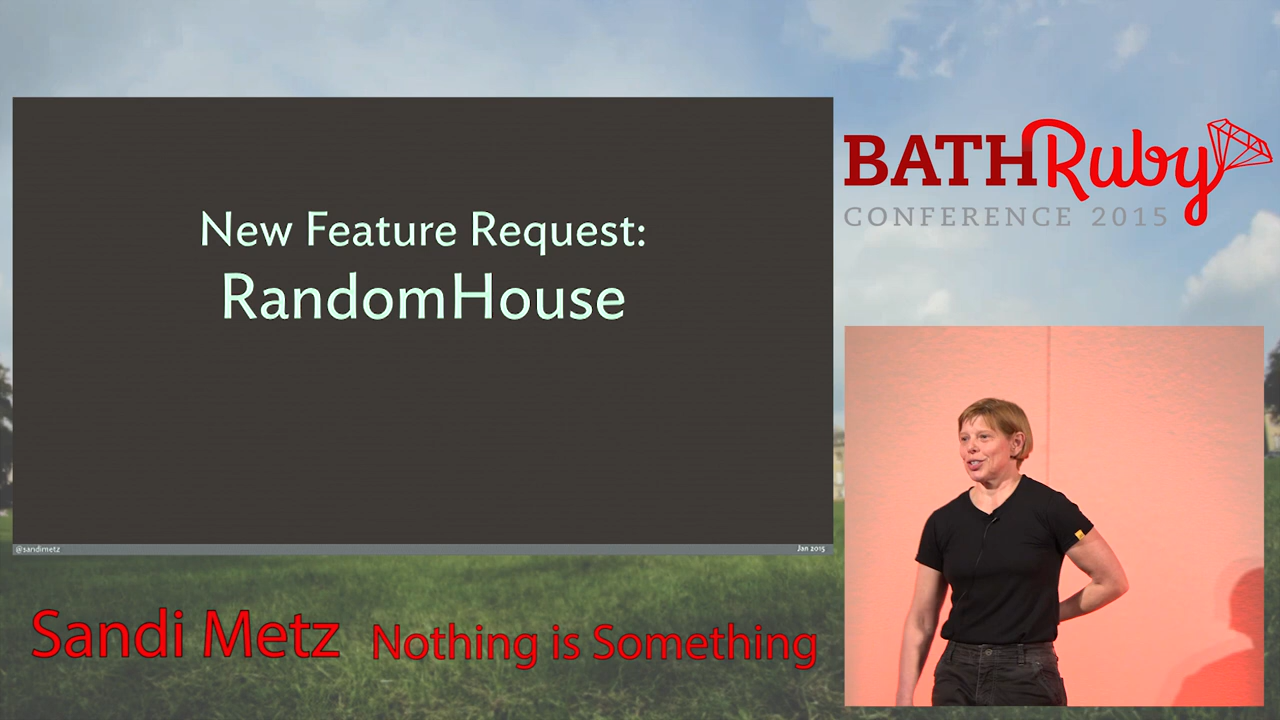 New Feature Request:
RandomHouse
@sandimetz
Jan 2015
BATHRuby
CONFERENCE 2015
Sandi Metz
Nothing is Something